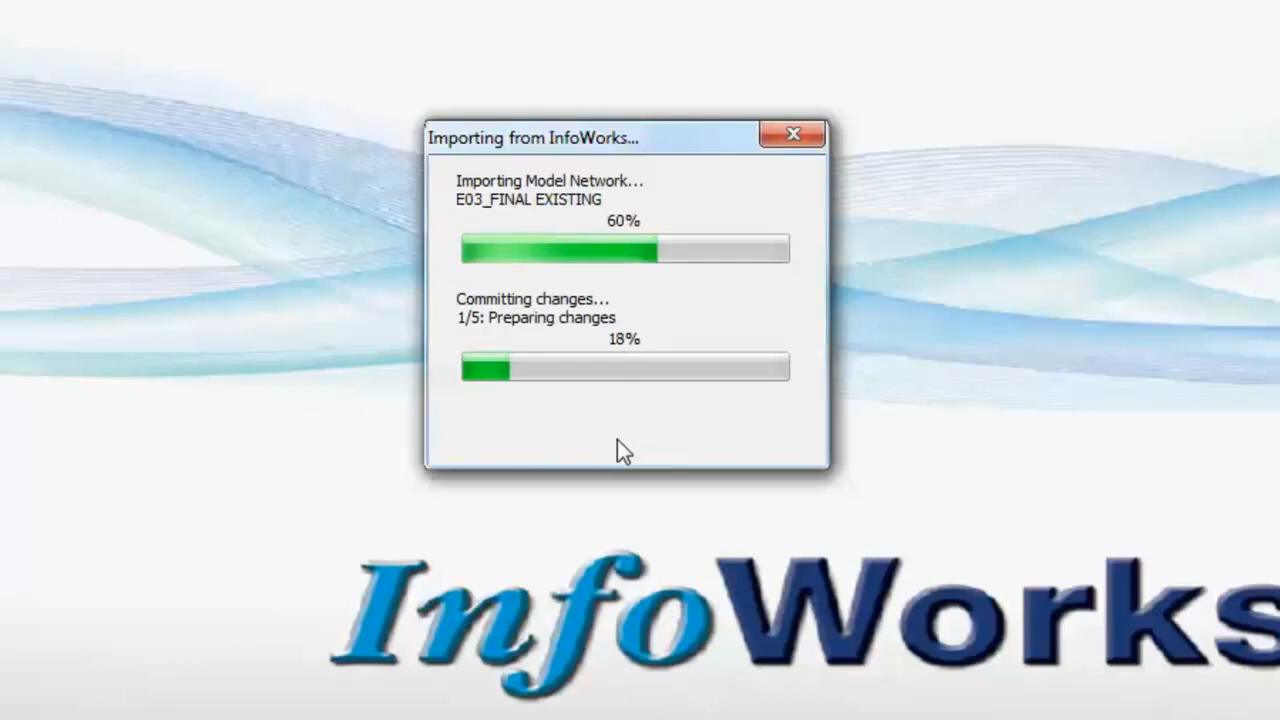 Importing from InfoWorks...
Importing Model Network...
E03_FINAL EXISTING
60%
Committing changes...
1/5: Preparing changes
18%
InfoWorks